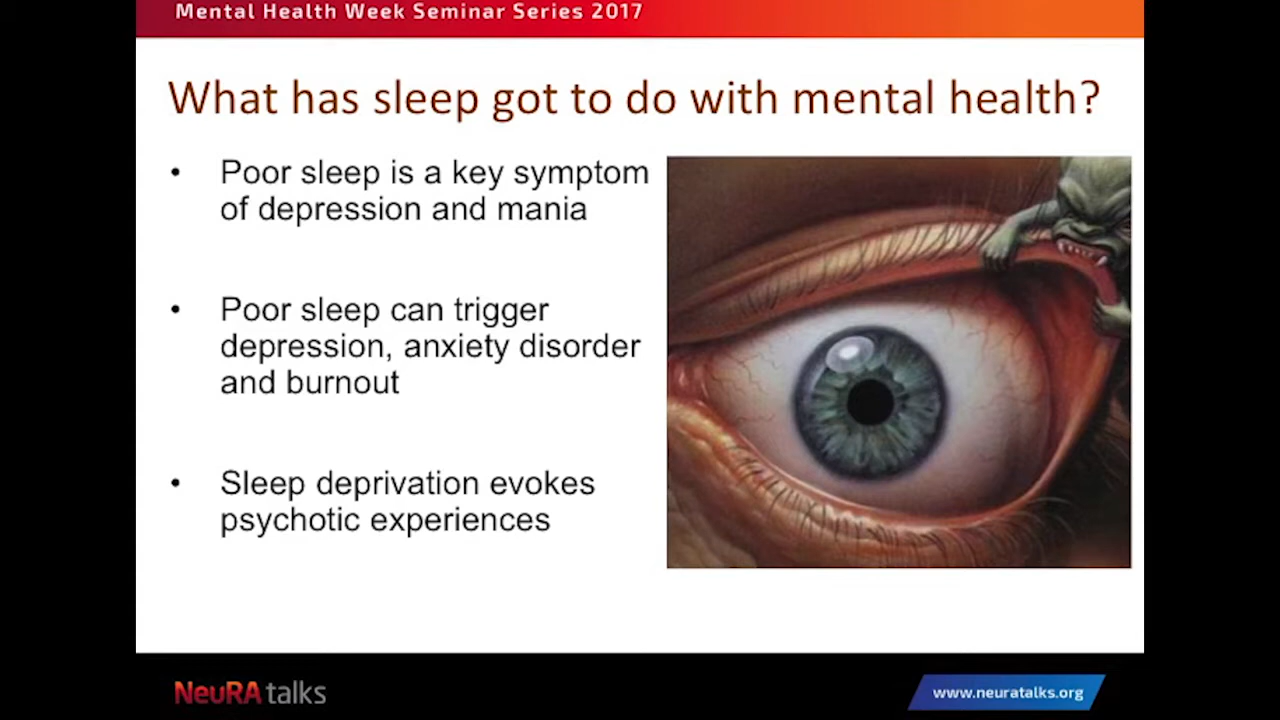 Mental Health Week Seminar Series 2017
What has sleep got to do with mental health?
• Poor sleep is a key symptom
of depression and mania
• Poor sleep can trigger
depression, anxiety disorder
and burnout
• Sleep deprivation evokes
psychotic experiences
NeuRA talks
www.neuratalks.org